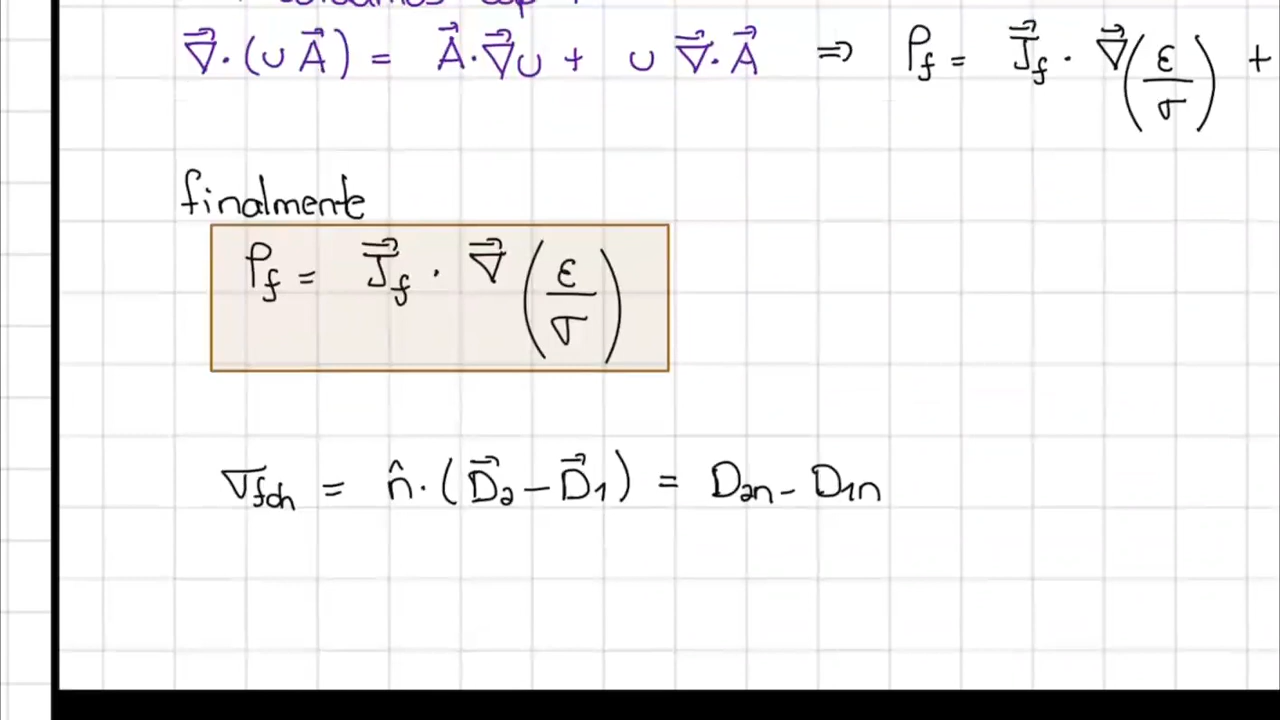 ∇⃗·(∪A⃗) = A⃗·∇⃗∪ + ∪ ∇⃗·A⃗ ⇒ ρf = J⃗f · ∇⃗(ε/σ) +
finalmente
ρf = J⃗f · ∇⃗(ε/σ)
σfch = n̂·(D⃗2 − D⃗1) = D2n − D1n